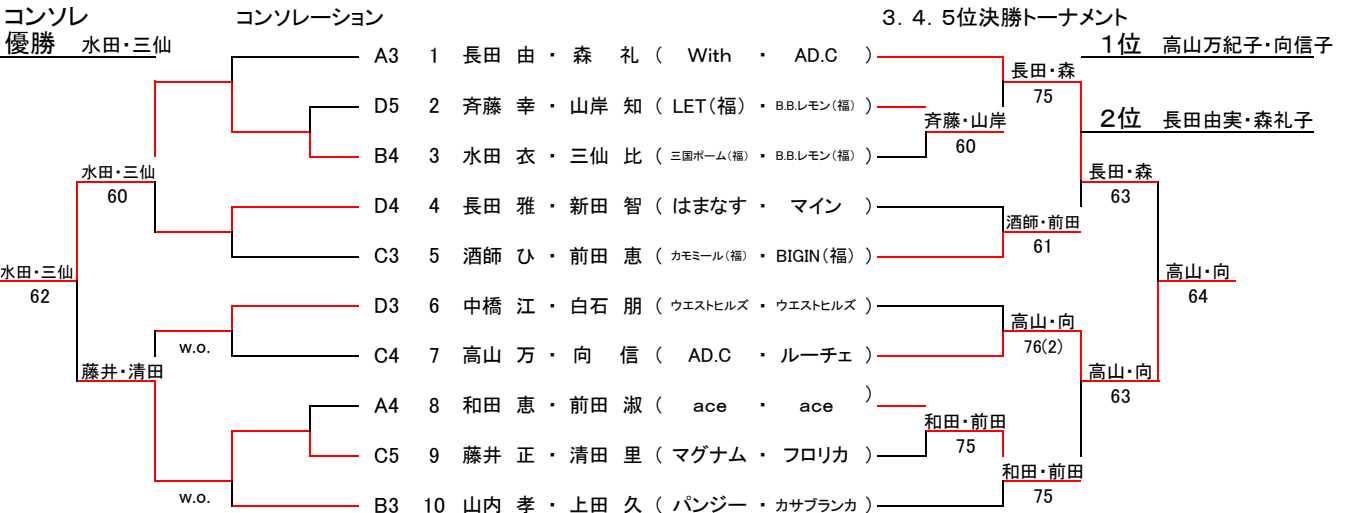 コンソレ コンソレーション 3．4．5位決勝トーナメント
優勝 水田・三仙 1位 高山万紀子・向信子
A3 1 長田 由 ・ 森 礼 （ With ・ AD.C ）
長田・森
75
D5 2 斉藤 幸 ・ 山岸 知 （ LET(福) ・ B.B.レモン(福) ）
斉藤・山岸 2位 長田由実・森礼子
60
B4 3 水田 衣 ・ 三仙 比 （ 三国ポーム(福) ・ B.B.レモン(福) ）
水田・三仙 長田・森
60 63
D4 4 長田 雅 ・ 新田 智 （ はまなす ・ マイン ）
酒師・前田
61
C3 5 酒師 ひ ・ 前田 恵 （ カモミール(福) ・ BIGIN(福) ）
水田・三仙 高山・向
62 64
D3 6 中橋 江 ・ 白石 朋 （ ウエストヒルズ ・ ウエストヒルズ ）
高山・向
w.o. 76(2)
C4 7 高山 万 ・ 向 信 （ AD.C ・ ルーチェ ）
藤井・清田 高山・向
63
A4 8 和田 恵 ・ 前田 淑 （ ace ・ ace ）
和田・前田
75
C5 9 藤井 正 ・ 清田 里 （ マグナム ・ フロリカ ）
和田・前田
w.o. 75
B3 10 山内 孝 ・ 上田 久 （ パンジー ・ カサブランカ ）